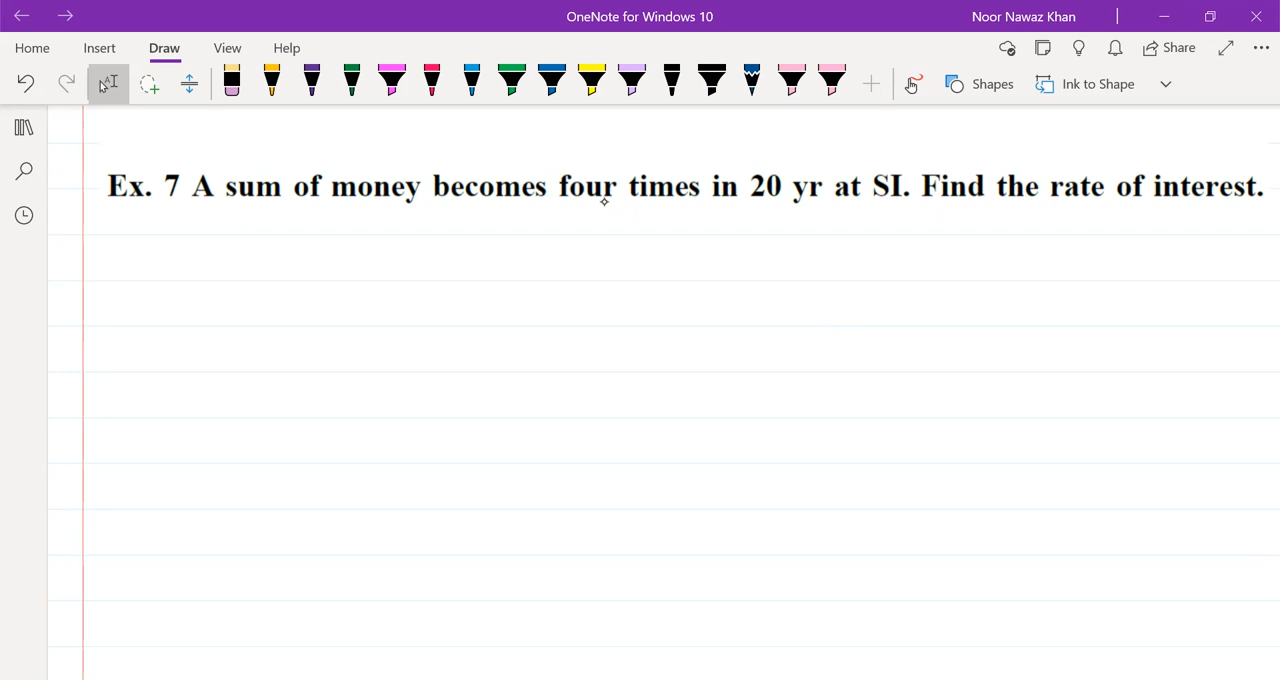 OneNote for Windows 10
Noor Nawaz Khan
Home Insert Draw View Help
Share
Shapes
Ink to Shape
Ex. 7 A sum of money becomes four times in 20 yr at SI. Find the rate of interest.